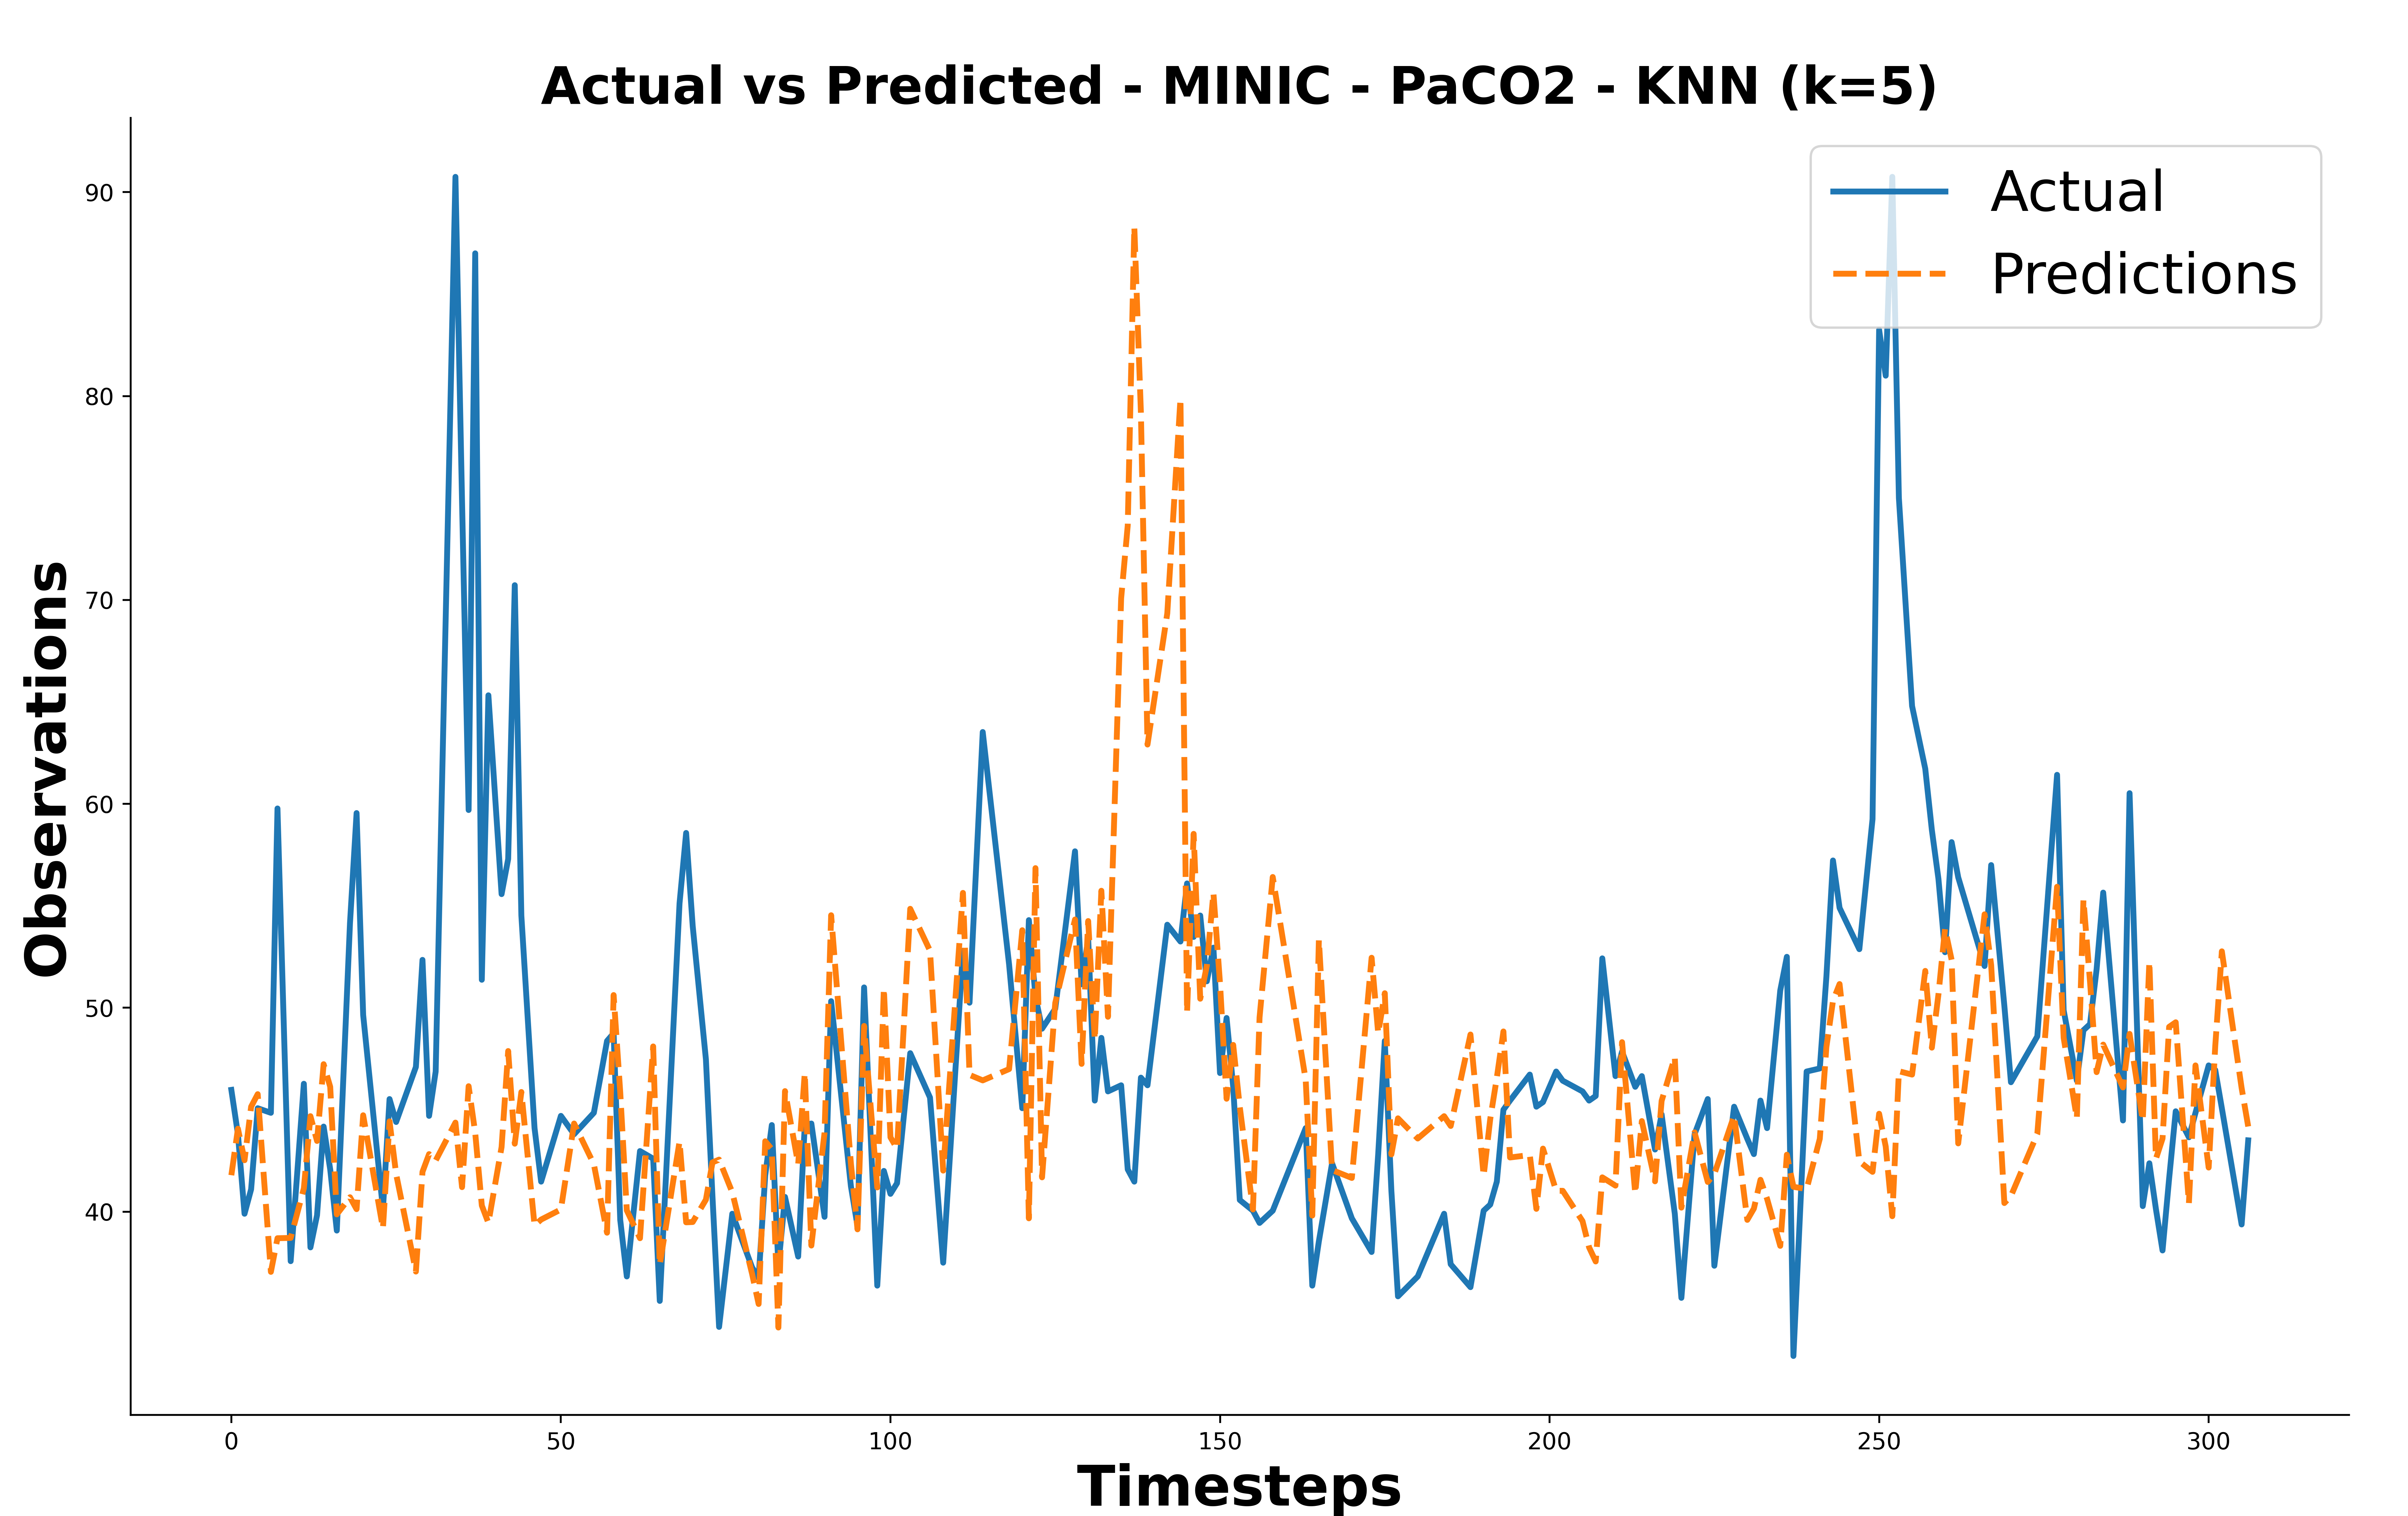 Actual vs Predicted - MINIC - PaCO2 - KNN (k=5)
Actual
Predictions
Observations
90
80
70
60
50
40
0 50 100 150 200 250 300
Timesteps